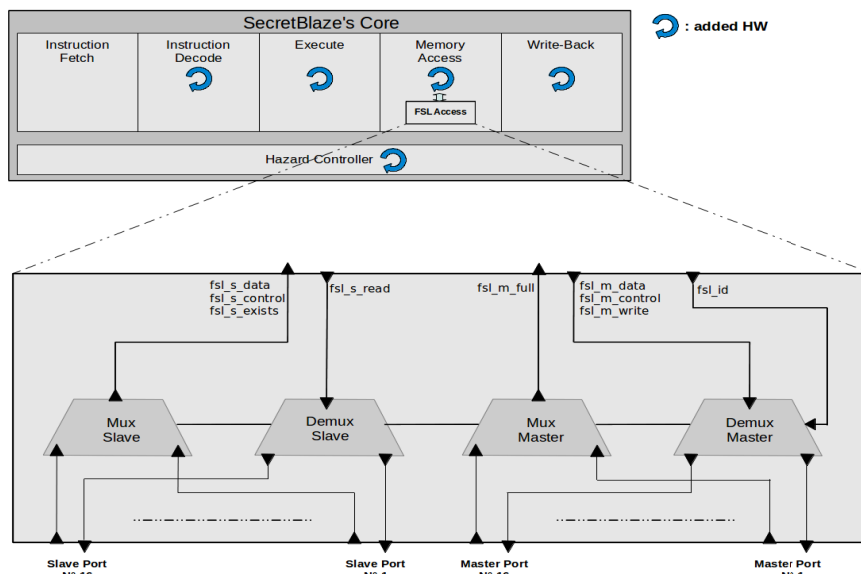 SecretBlaze's Core
: added HW
Instruction
Fetch
Instruction
Decode
Execute
Memory
Access
Write-Back
FSL Access
Hazard Controller
fsl_s_data
fsl_s_control
fsl_s_exists
fsl_s_read
fsl_m_full
fsl_m_data
fsl_m_control
fsl_m_write
fsl_id
Mux
Slave
Demux
Slave
Mux
Master
Demux
Master
Slave Port
Slave Port
Master Port
Master Port